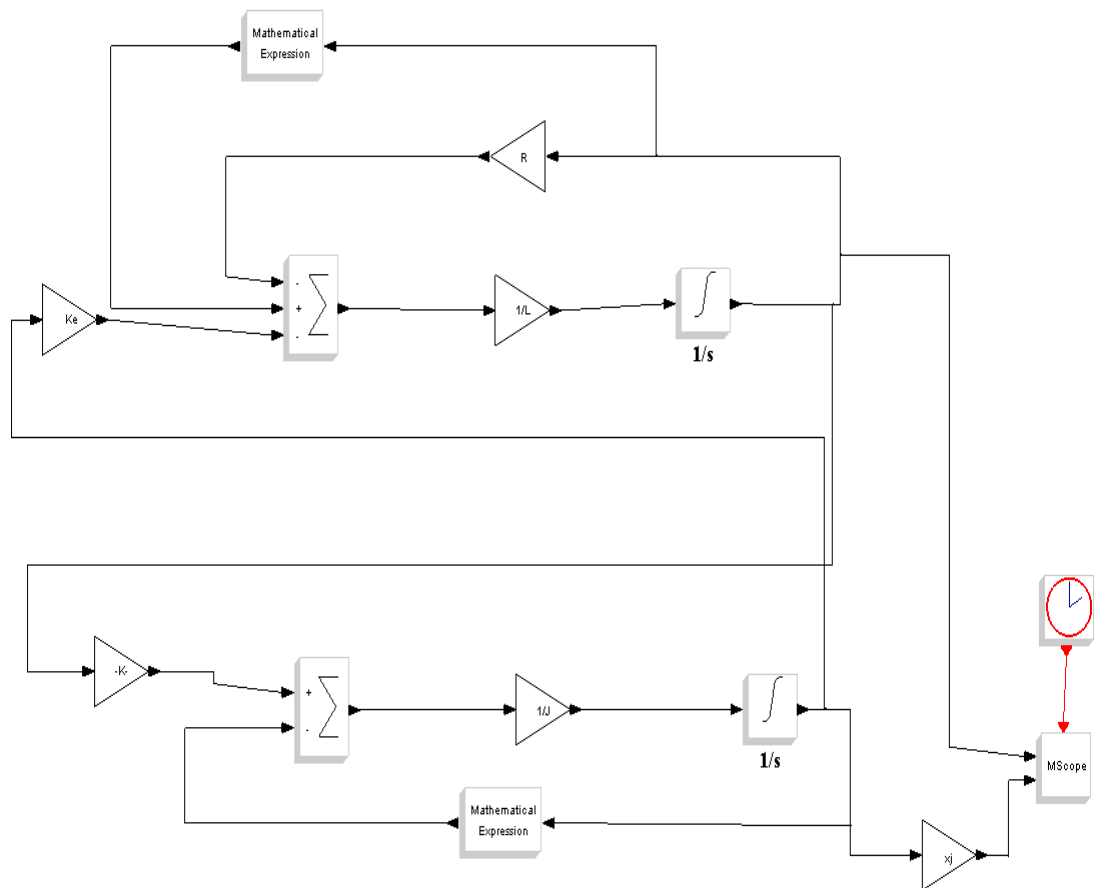 Mathematical
Expression
R
-
+
-
Ke
1/L
1/s
-K-
+
-
1/J
1/s
Mathematical
Expression
MScope
xj